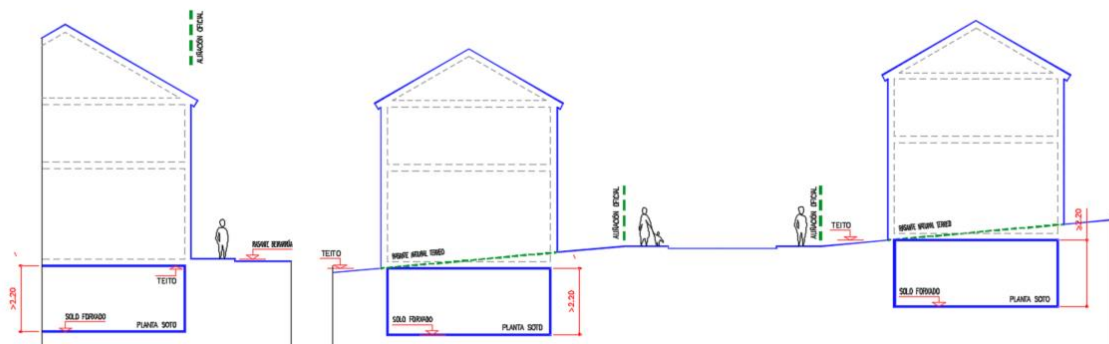 ALIÑACIÓN OFICIAL
RASANTE BEIRARRÚA
TEITO
>2.20
SOLO FORXADO
PLANTA SOTO
TEITO
RASANTE NATURAL TERREO
>2.20
SOLO FORXADO
PLANTA SOTO
ALIÑACIÓN OFICIAL
ALIÑACIÓN OFICIAL
TEITO
RASANTE NATURAL TERREO
≥2.20
SOLO FORXADO
PLANTA SOTO